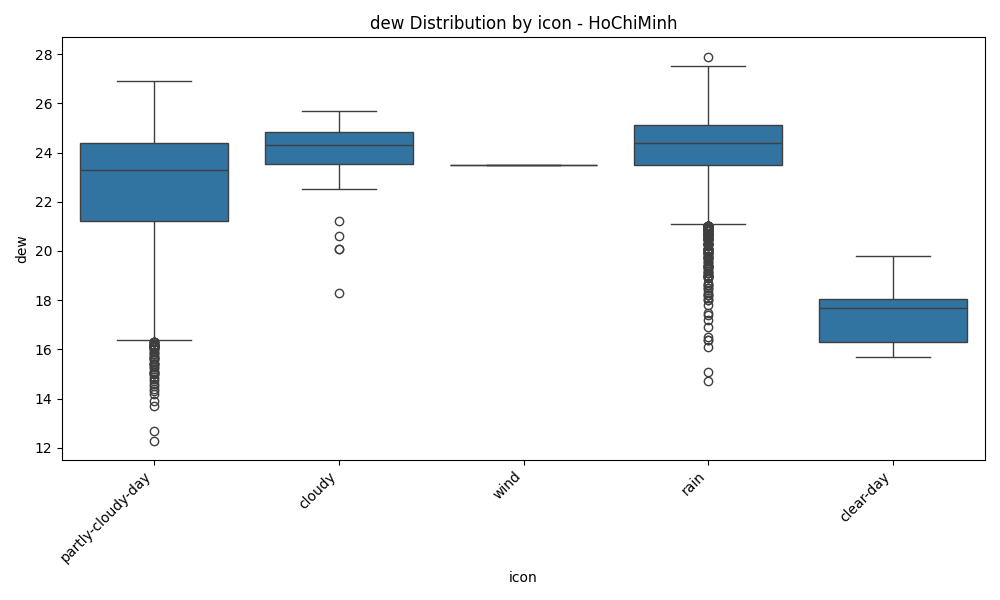 dew Distribution by icon - HoChiMinh
dew
28
26
24
22
20
18
16
14
12
partly-cloudy-day
cloudy
wind
rain
clear-day
icon